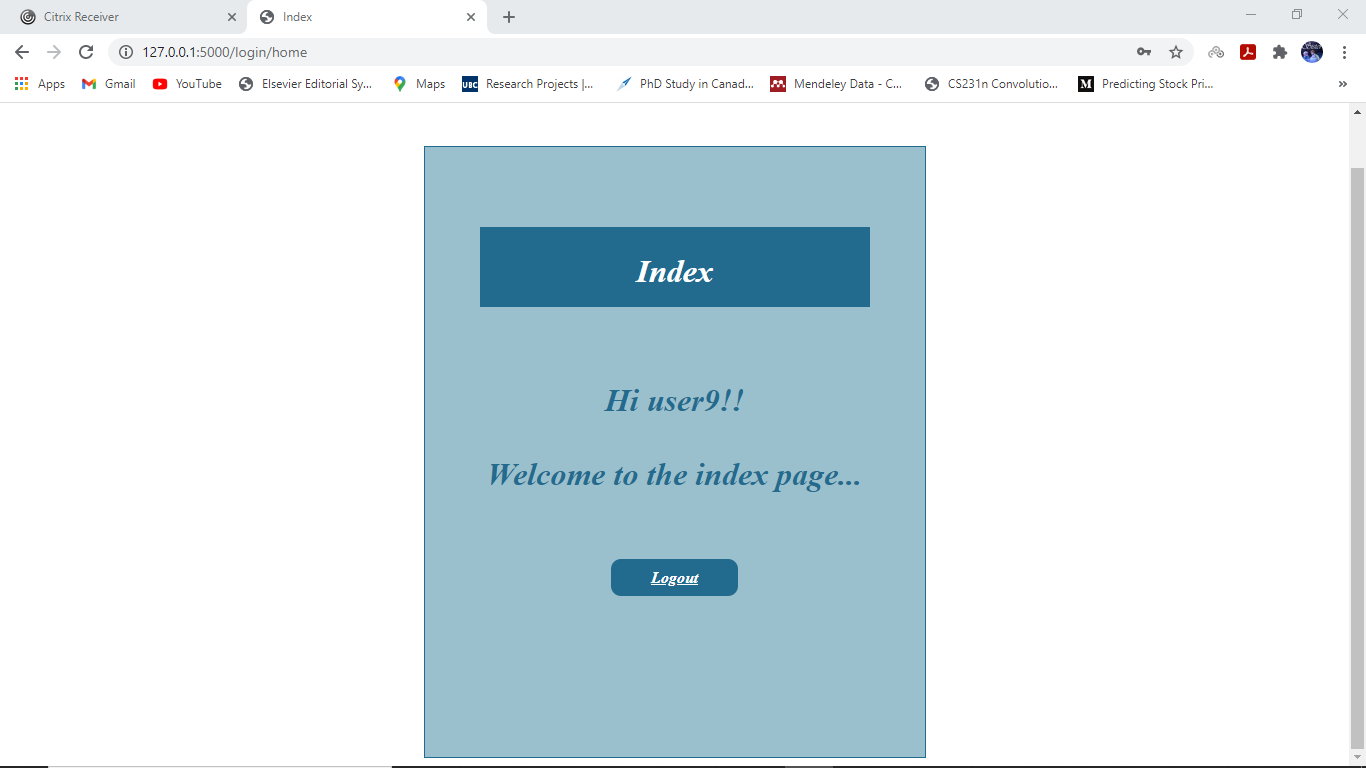 Citrix Receiver
Index
127.0.0.1:5000/login/home
Apps
Gmail
YouTube
Elsevier Editorial Sy...
Maps
UBC
Research Projects |...
PhD Study in Canad...
Mendeley Data - C...
CS231n Convolutio...
M
Predicting Stock Pri...
»
Index
Hi user9!!
Welcome to the index page...
Logout